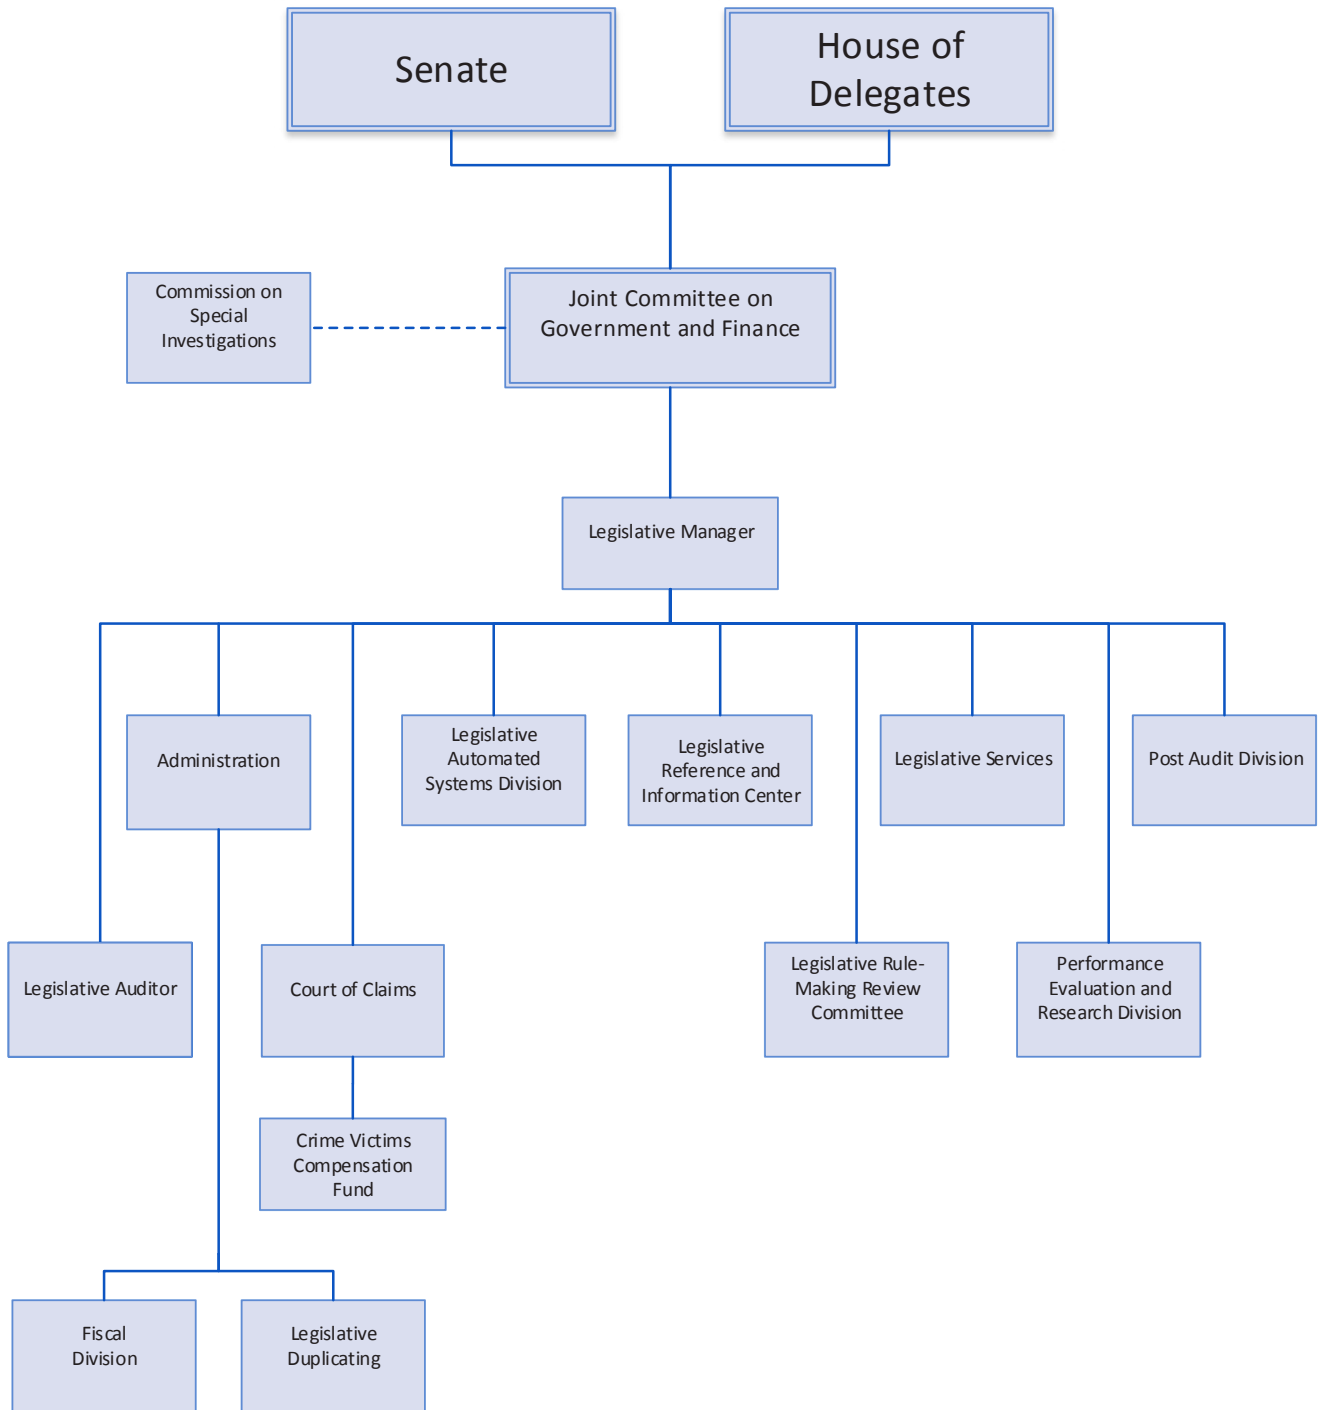 Senate
House of
Delegates
Commission on
Special
Investigations
Joint Committee on
Government and Finance
Legislative Manager
Administration
Legislative
Automated
Systems Division
Legislative
Reference and
Information Center
Legislative Services
Post Audit Division
Legislative Auditor
Court of Claims
Legislative Rule-
Making Review
Committee
Performance
Evaluation and
Research Division
Crime Victims
Compensation
Fund
Fiscal
Division
Legislative
Duplicating